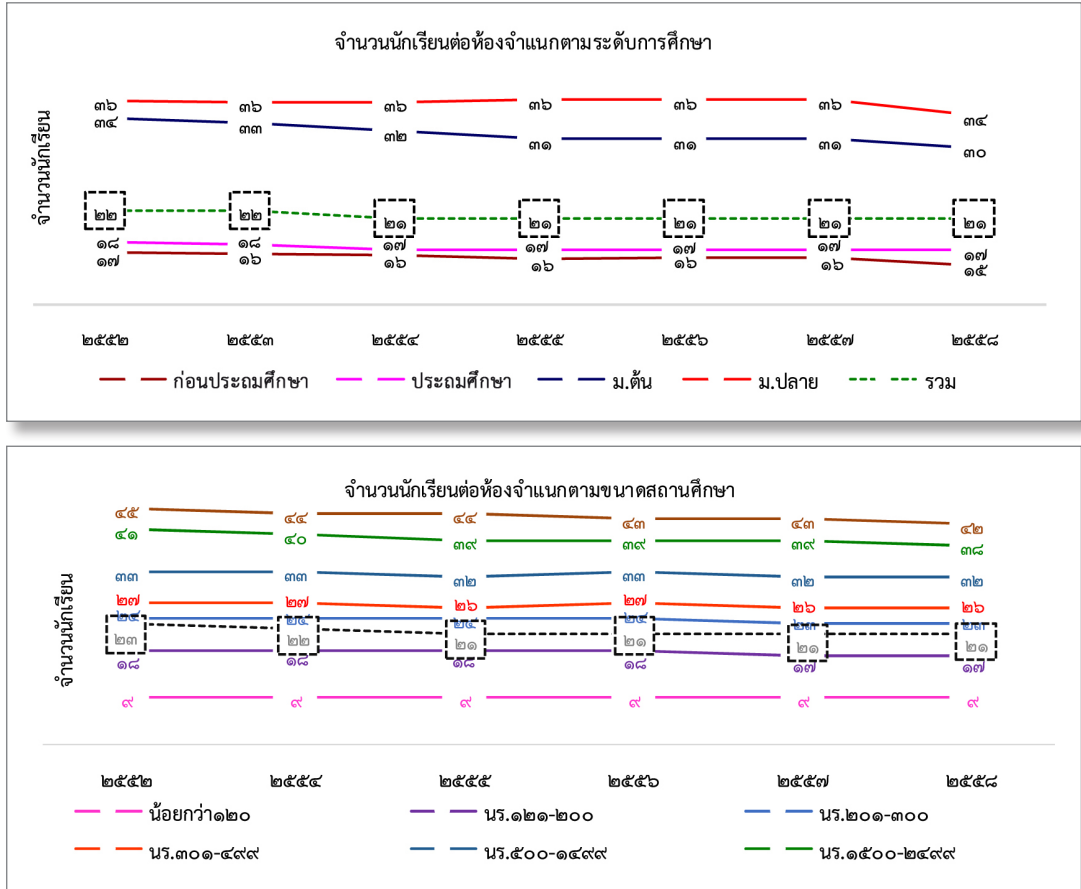 จำนวนนักเรียนต่อห้องจำแนกตามระดับการศึกษา
จำนวนนักเรียน
๓๖ ๓๖ ๓๖ ๓๖ ๓๖ ๓๖ ๓๔
๓๔ ๓๓ ๓๒ ๓๑ ๓๑ ๓๑ ๓๐
๒๒ ๒๒ ๒๑ ๒๑ ๒๑ ๒๑ ๒๑
๑๘ ๑๘ ๑๗ ๑๗ ๑๗ ๑๗ ๑๗
๑๗ ๑๖ ๑๖ ๑๖ ๑๖ ๑๖ ๑๕
๒๕๕๒ ๒๕๕๓ ๒๕๕๔ ๒๕๕๕ ๒๕๕๖ ๒๕๕๗ ๒๕๕๘
ก่อนประถมศึกษา ประถมศึกษา ม.ต้น ม.ปลาย รวม
จำนวนนักเรียนต่อห้องจำแนกตามขนาดสถานศึกษา
จำนวนนักเรียน
๔๕ ๔๔ ๔๔ ๔๓ ๔๓ ๔๒
๔๑ ๔๐ ๓๙ ๓๙ ๓๙ ๓๘
๓๓ ๓๓ ๓๒ ๓๓ ๓๒ ๓๒
๒๗ ๒๗ ๒๖ ๒๗ ๒๖ ๒๖
๒๔ ๒๔ ๒๔ ๒๔ ๒๓ ๒๓
๒๓ ๒๒ ๒๑ ๒๑ ๒๑ ๒๑
๑๘ ๑๘ ๑๘ ๑๘ ๑๗ ๑๗
๙ ๙ ๙ ๙ ๙ ๙
๒๕๕๒ ๒๕๕๔ ๒๕๕๕ ๒๕๕๖ ๒๕๕๗ ๒๕๕๘
น้อยกว่า๑๒๐ นร.๑๒๑-๒๐๐ นร.๒๐๑-๓๐๐
นร.๓๐๑-๔๙๙ นร.๕๐๐-๑๔๙๙ นร.๑๕๐๐-๒๔๙๙